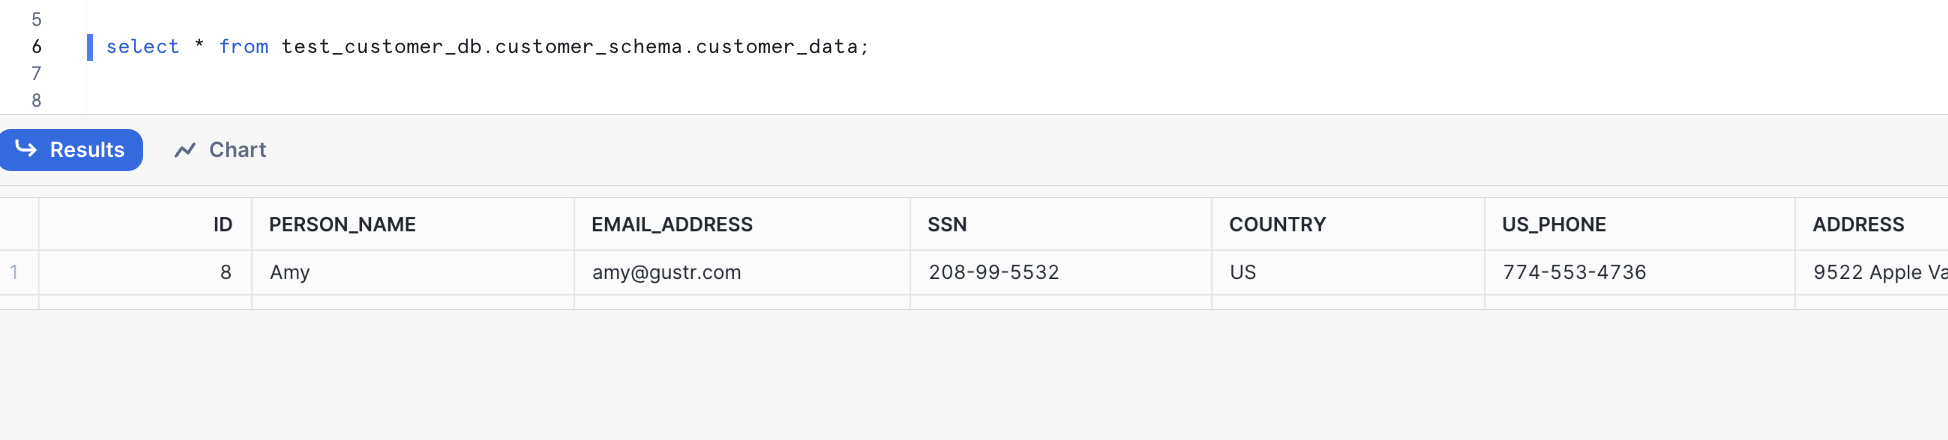 5
6 select * from test_customer_db.customer_schema.customer_data;
7
8
Results Chart
ID PERSON_NAME EMAIL_ADDRESS SSN COUNTRY US_PHONE ADDRESS
1 8 Amy amy@gustr.com 208-99-5532 US 774-553-4736 9522 Apple Va